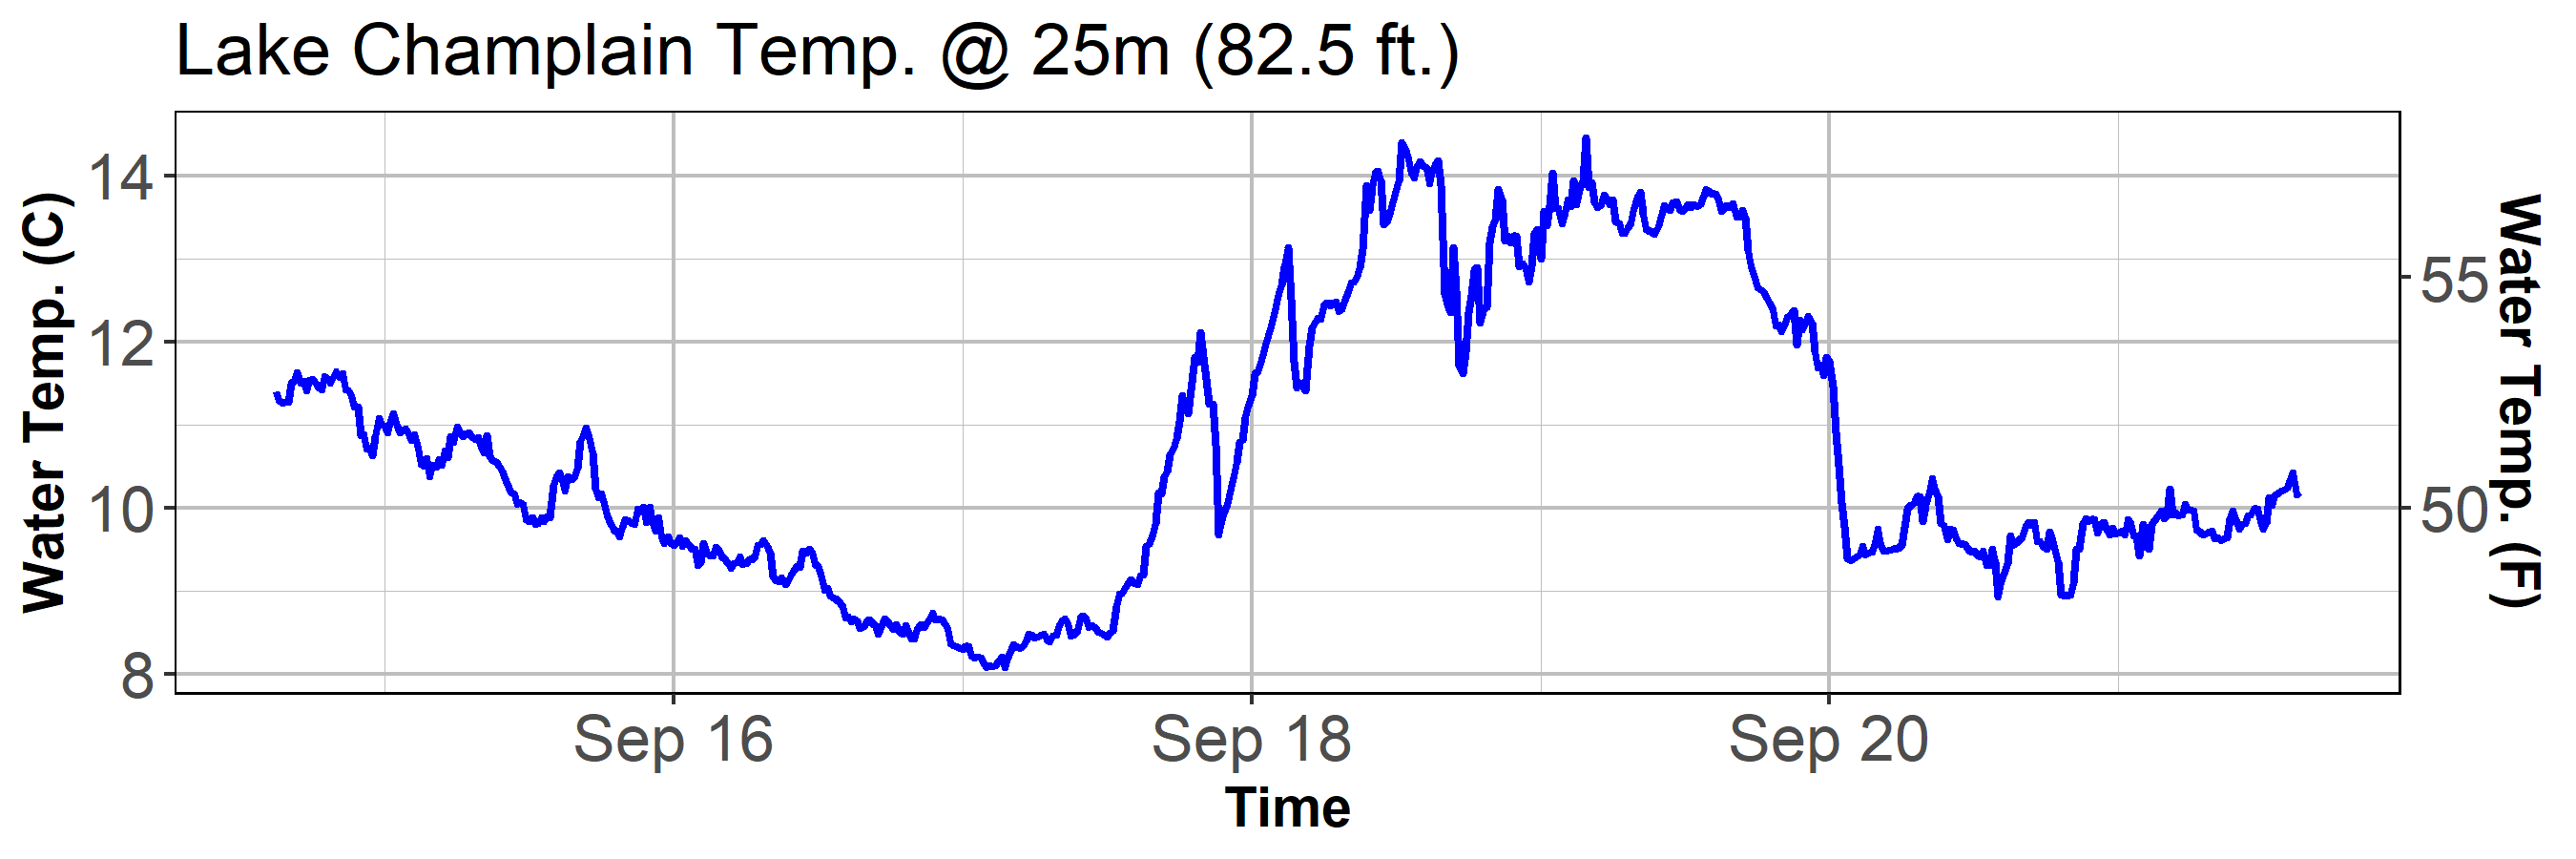 Lake Champlain Temp. @ 25m (82.5 ft.)
Water Temp. (C)
14
12
10
8
55
50
Water Temp. (F)
Sep 16 Sep 18 Sep 20
Time